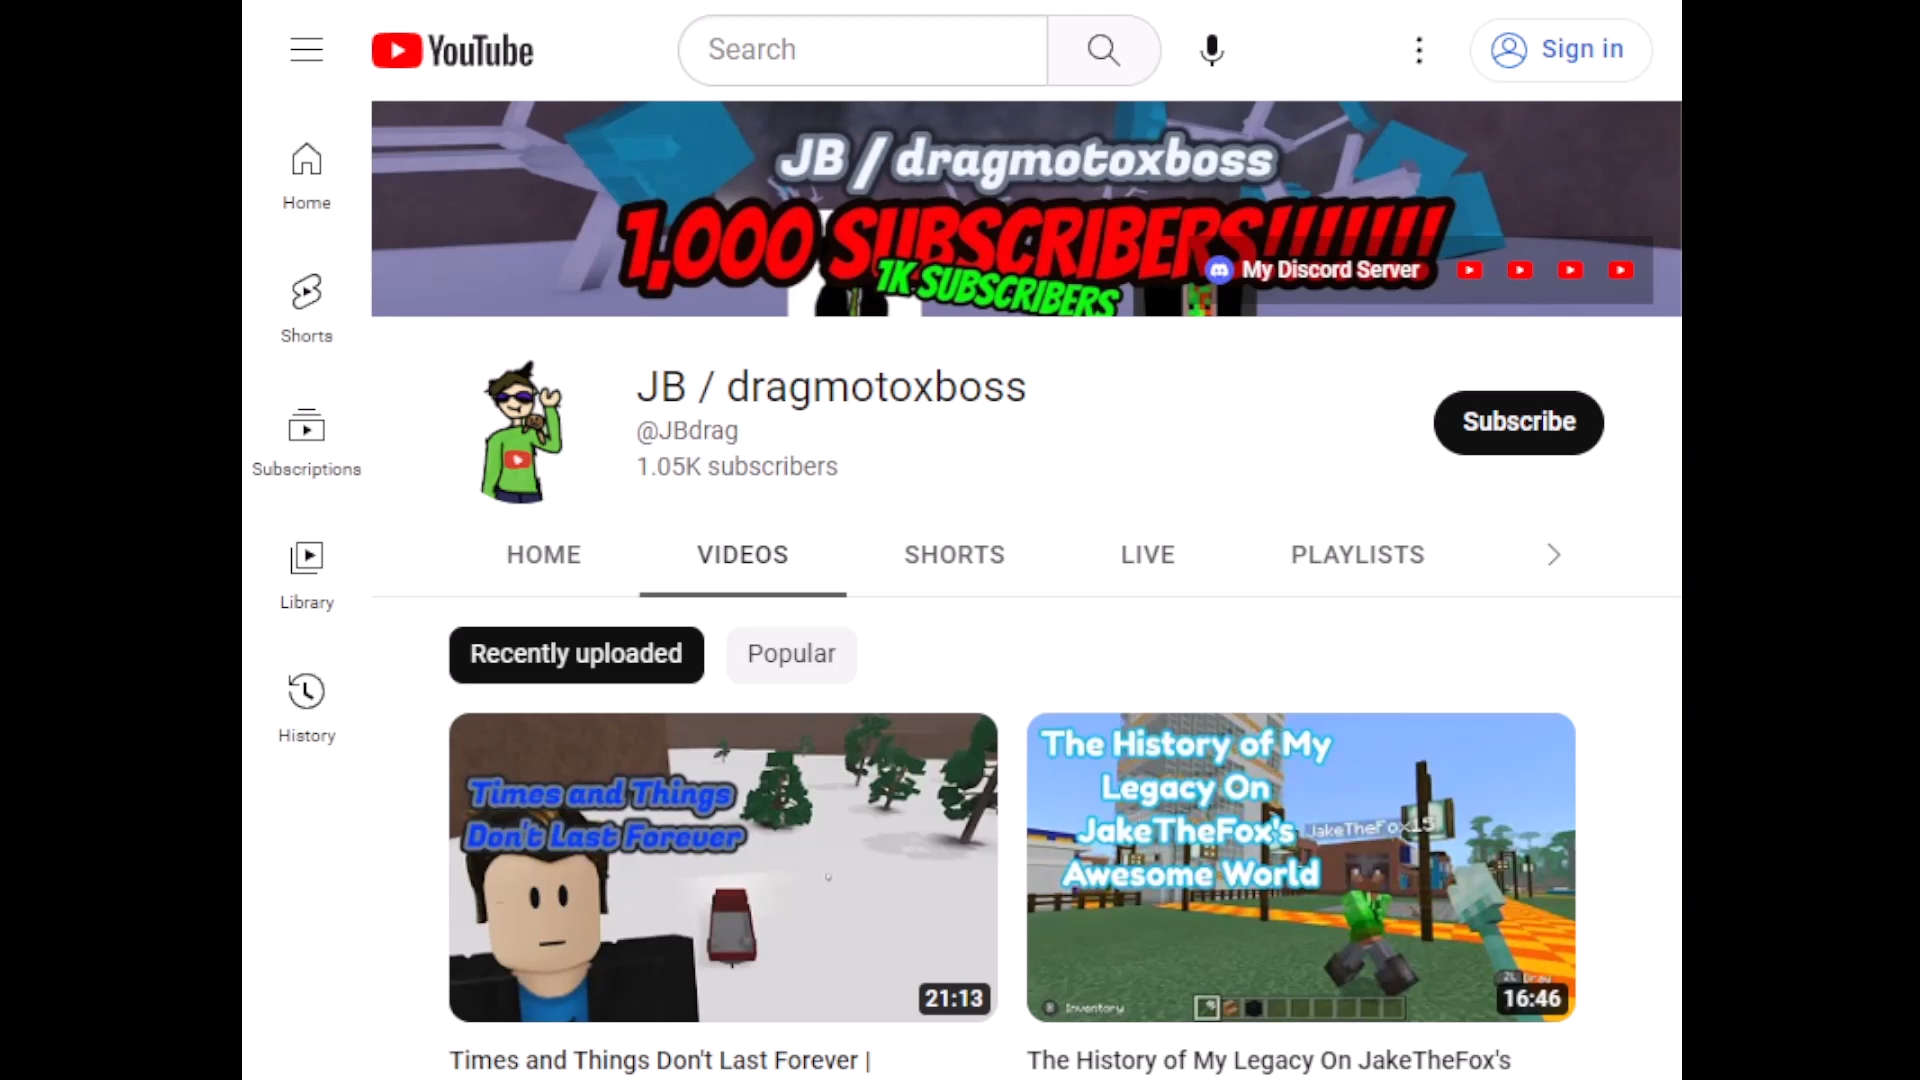 YouTube
Search
Sign in
Home
Shorts
Subscriptions
Library
History
JB / dragmotoxboss
1,000 SUBSCRIBERS!!!!!!!
1K SUBSCRIBERS
My Discord Server
JB / dragmotoxboss
@JBdrag
1.05K subscribers
Subscribe
HOME VIDEOS SHORTS LIVE PLAYLISTS
Recently uploaded Popular
Times and Things
Don't Last Forever
21:13
The History of My
Legacy On
JakeTheFox's
Awesome World
JakeTheFox15
Inventory
16:46
Times and Things Don't Last Forever |
The History of My Legacy On JakeTheFox's